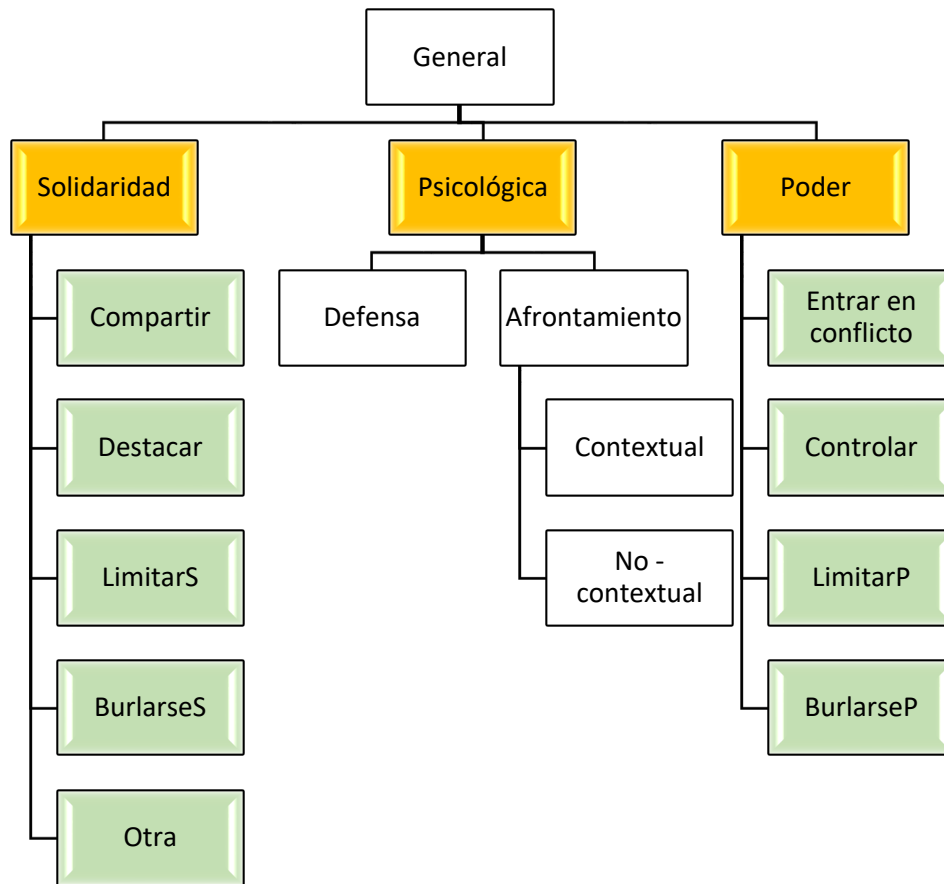 General
Solidaridad
Psicológica
Poder
Compartir
Defensa
Afrontamiento
Entrar en
conflicto
Destacar
Contextual
Controlar
LimitarS
No -
contextual
LimitarP
BurlarseS
BurlarseP
Otra